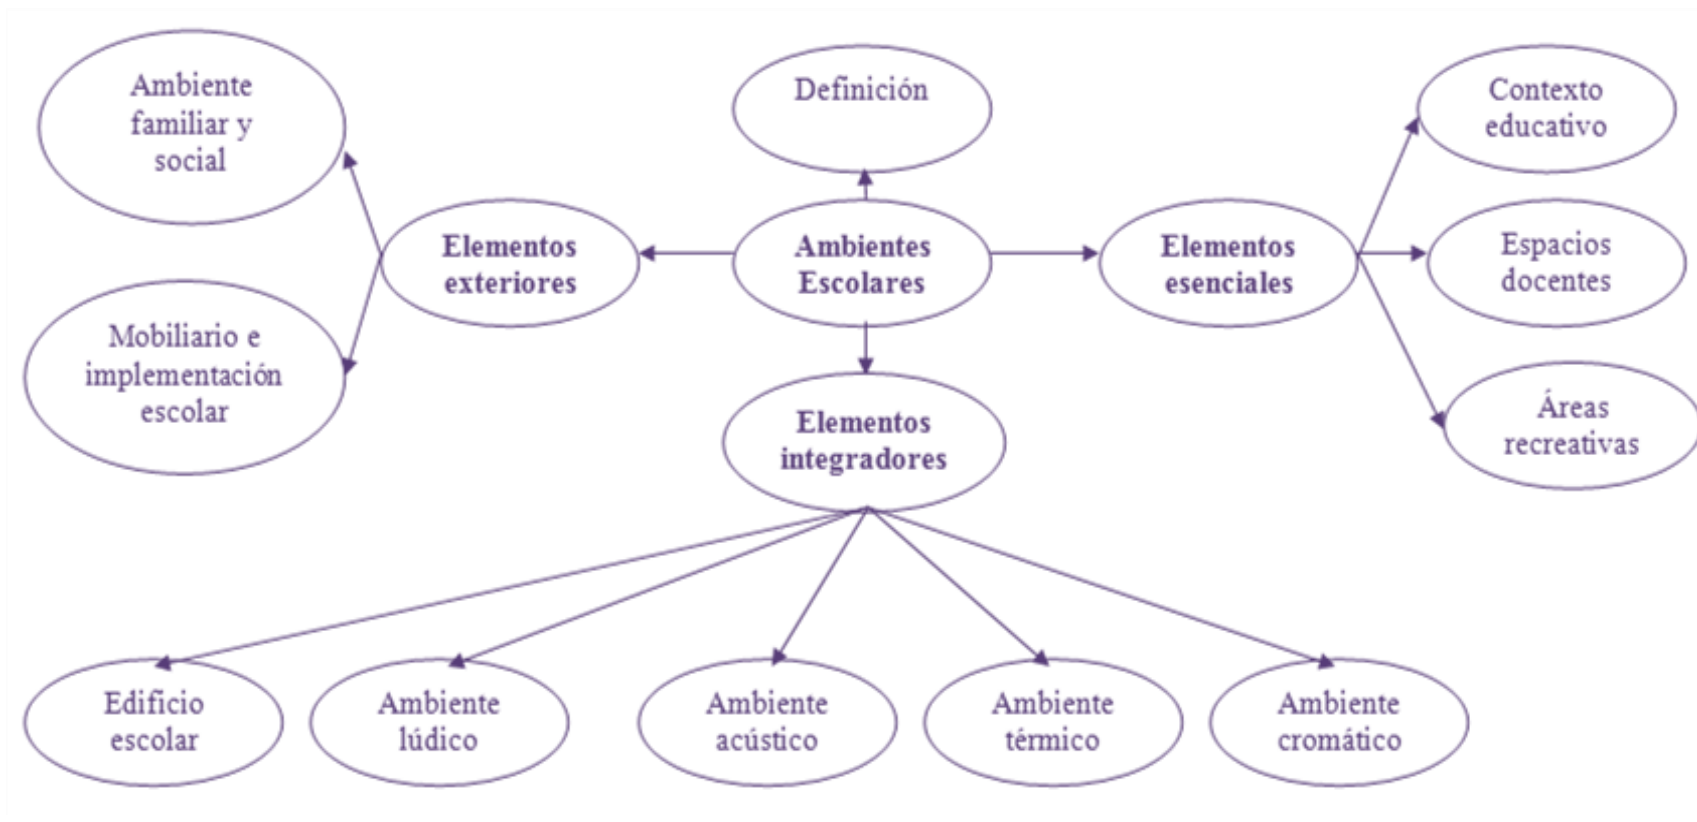 Ambiente
familiar y
social
Definición
Contexto
educativo
Elementos
exteriores
Ambientes
Escolares
Elementos
esenciales
Espacios
docentes
Mobiliario e
implementación
escolar
Áreas
recreativas
Elementos
integradores
Edificio
escolar
Ambiente
lúdico
Ambiente
acústico
Ambiente
térmico
Ambiente
cromático